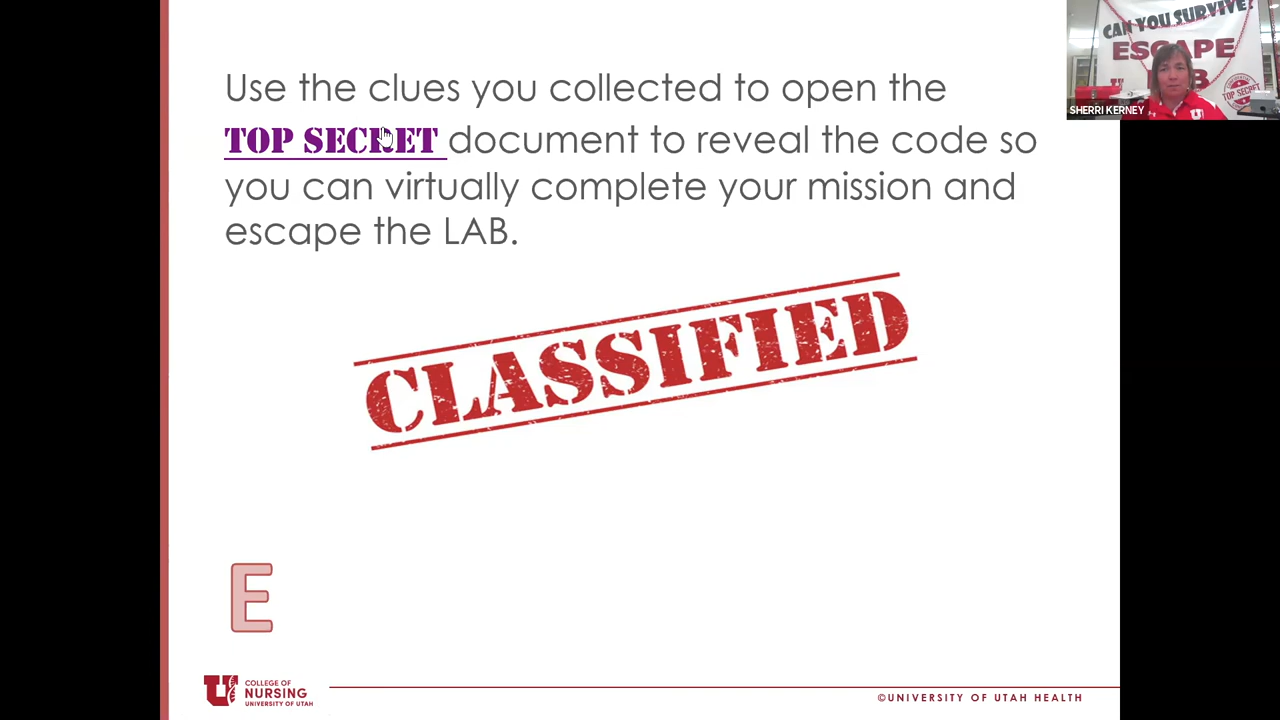 Use the clues you collected to open the
TOP SECRET document to reveal the code so
you can virtually complete your mission and
escape the LAB.
CLASSIFIED
E
U
COLLEGE OF
NURSING
UNIVERSITY OF UTAH
©UNIVERSITY OF UTAH HEALTH
CAN YOU SURVIVE?
ESCAPE
TOP SECRET
SHERRI KERNEY